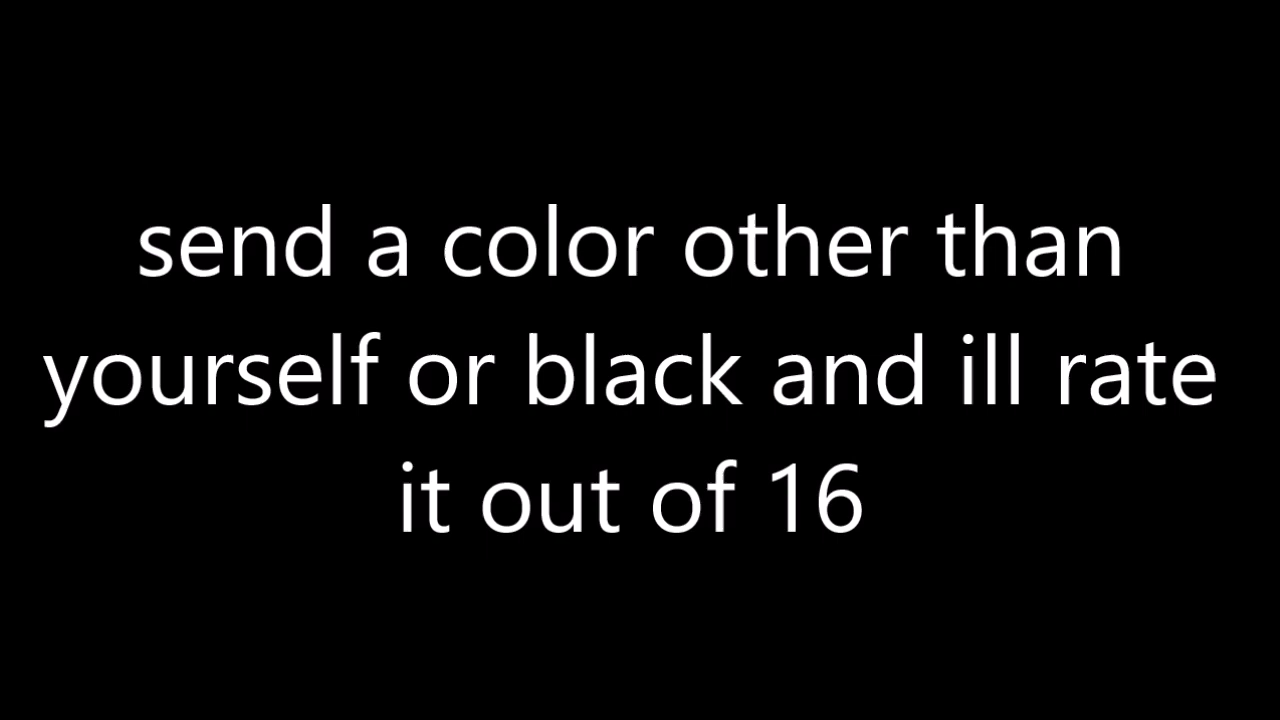 send a color other than
yourself or black and ill rate
it out of 16